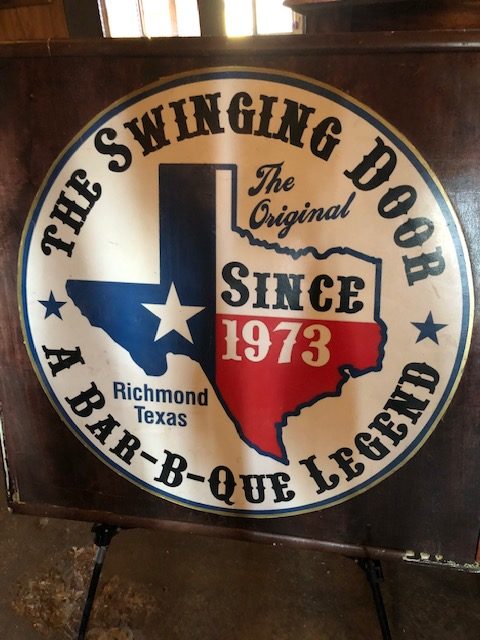 THE SWINGING DOOR
The
Original
SINCE
1973
Richmond
Texas
A BAR-B-QUE LEGEND